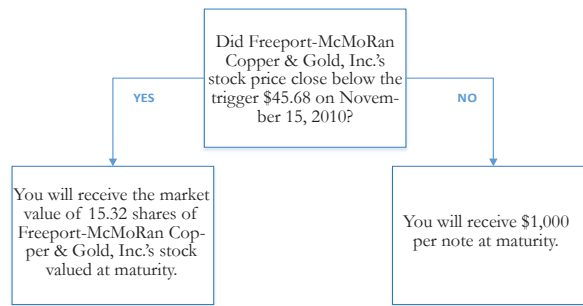 Did Freeport-McMoRan
Copper & Gold, Inc.'s
stock price close below the
trigger $45.68 on Novem-
ber 15, 2010?
YES
NO
You will receive the market
value of 15.32 shares of
Freeport-McMoRan Cop-
per & Gold, Inc.'s stock
valued at maturity.
You will receive $1,000
per note at maturity.